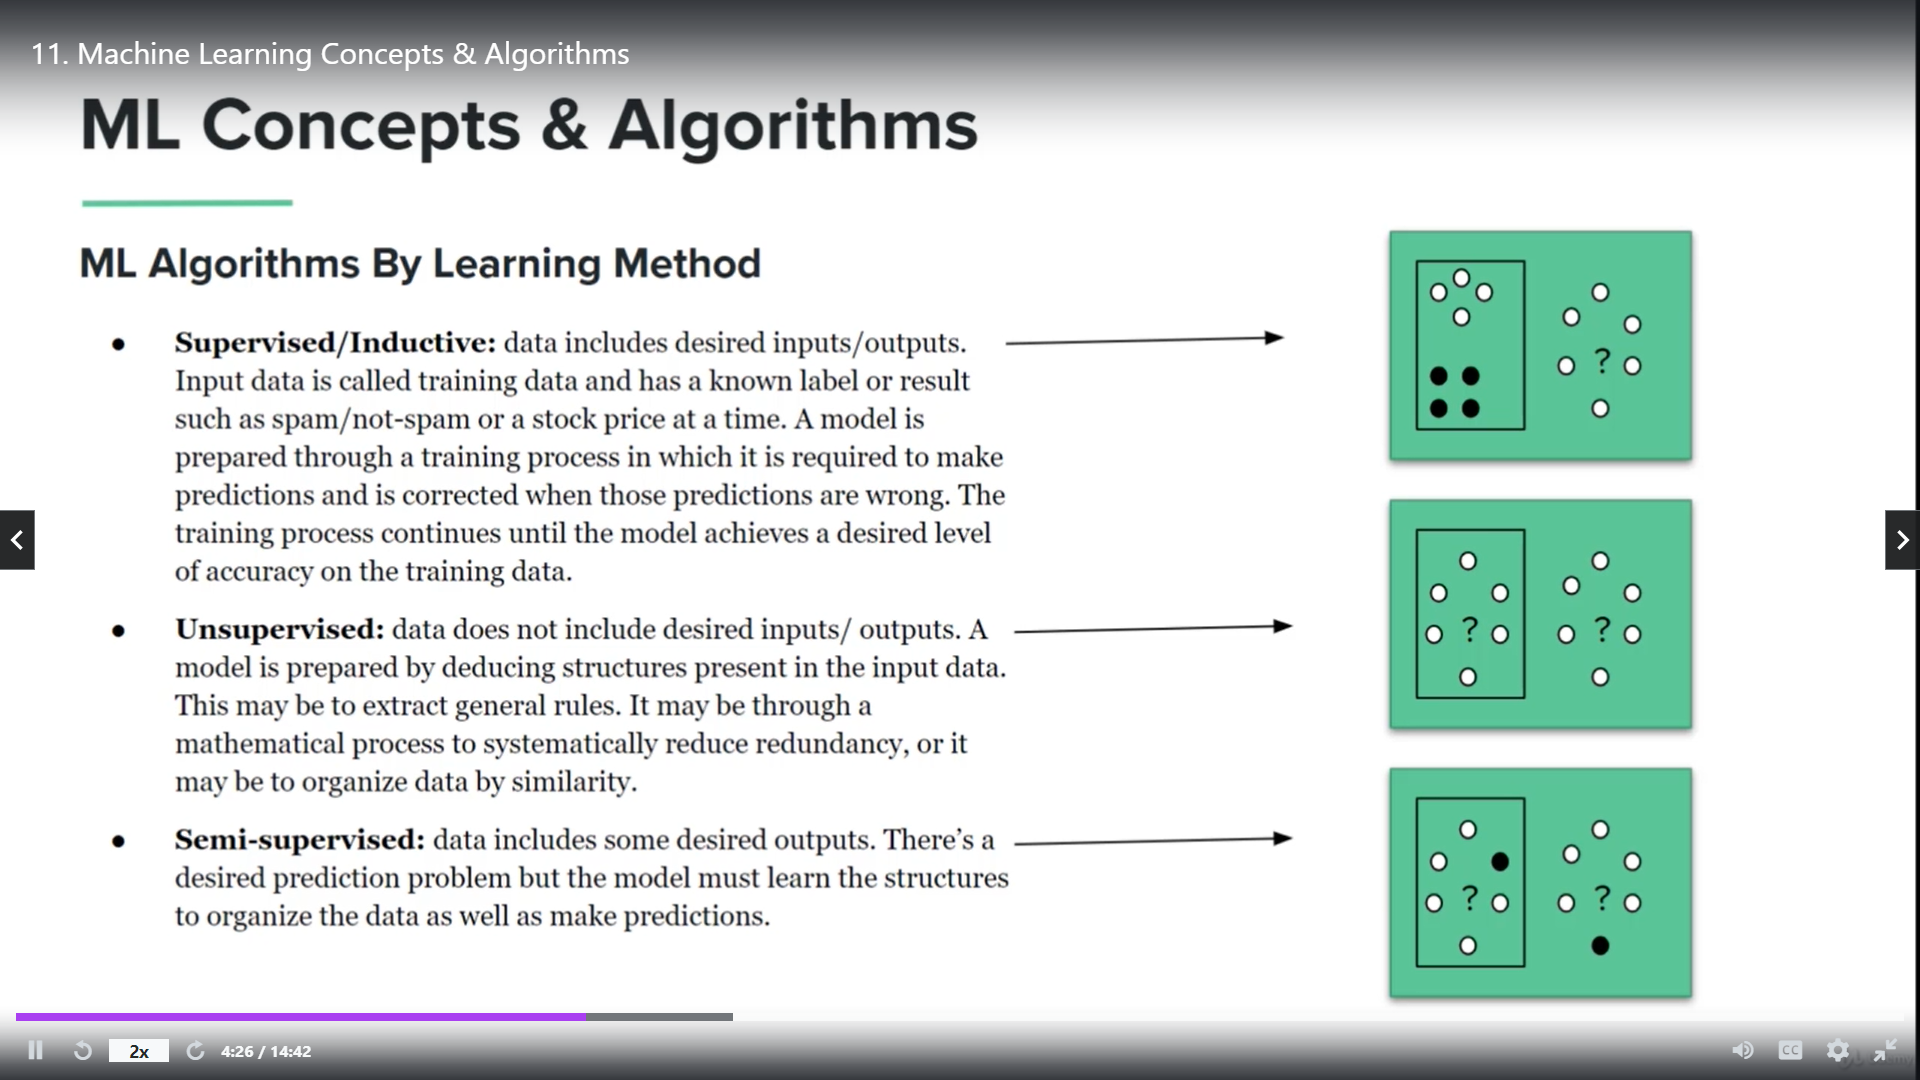 11. Machine Learning Concepts & Algorithms
ML Concepts & Algorithms
ML Algorithms By Learning Method
● Supervised/Inductive: data includes desired inputs/outputs.
Input data is called training data and has a known label or result
such as spam/not-spam or a stock price at a time. A model is
prepared through a training process in which it is required to make
predictions and is corrected when those predictions are wrong. The
training process continues until the model achieves a desired level
of accuracy on the training data.
?
● Unsupervised: data does not include desired inputs/ outputs. A
model is prepared by deducing structures present in the input data.
This may be to extract general rules. It may be through a
mathematical process to systematically reduce redundancy, or it
may be to organize data by similarity.
? ?
● Semi-supervised: data includes some desired outputs. There's a
desired prediction problem but the model must learn the structures
to organize the data as well as make predictions.
? ?
2x 4:26 / 14:42 CC